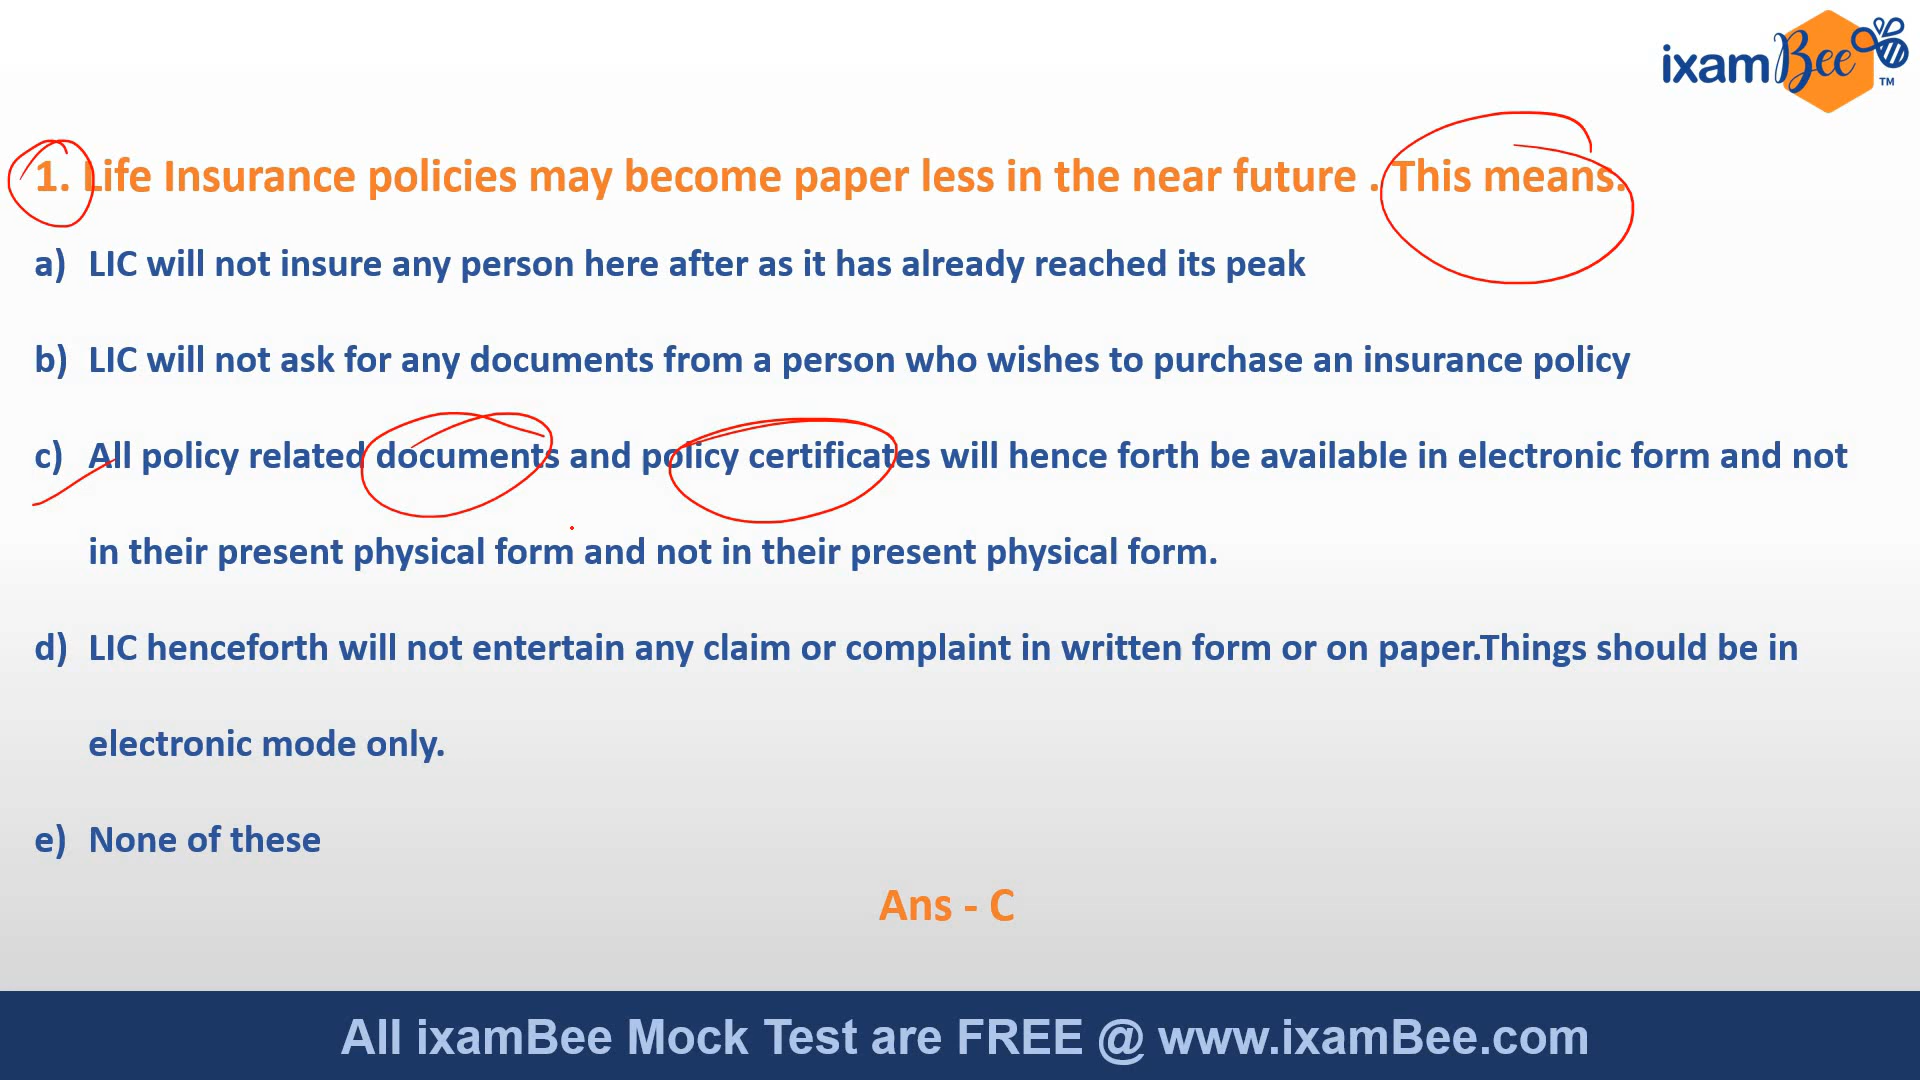 ixamBee
TM
1. Life Insurance policies may become paper less in the near future . This means.
a) LIC will not insure any person here after as it has already reached its peak
b) LIC will not ask for any documents from a person who wishes to purchase an insurance policy
c) All policy related documents and policy certificates will hence forth be available in electronic form and not
in their present physical form and not in their present physical form.
d) LIC henceforth will not entertain any claim or complaint in written form or on paper.Things should be in
electronic mode only.
e) None of these
Ans - C
All ixamBee Mock Test are FREE @ www.ixamBee.com